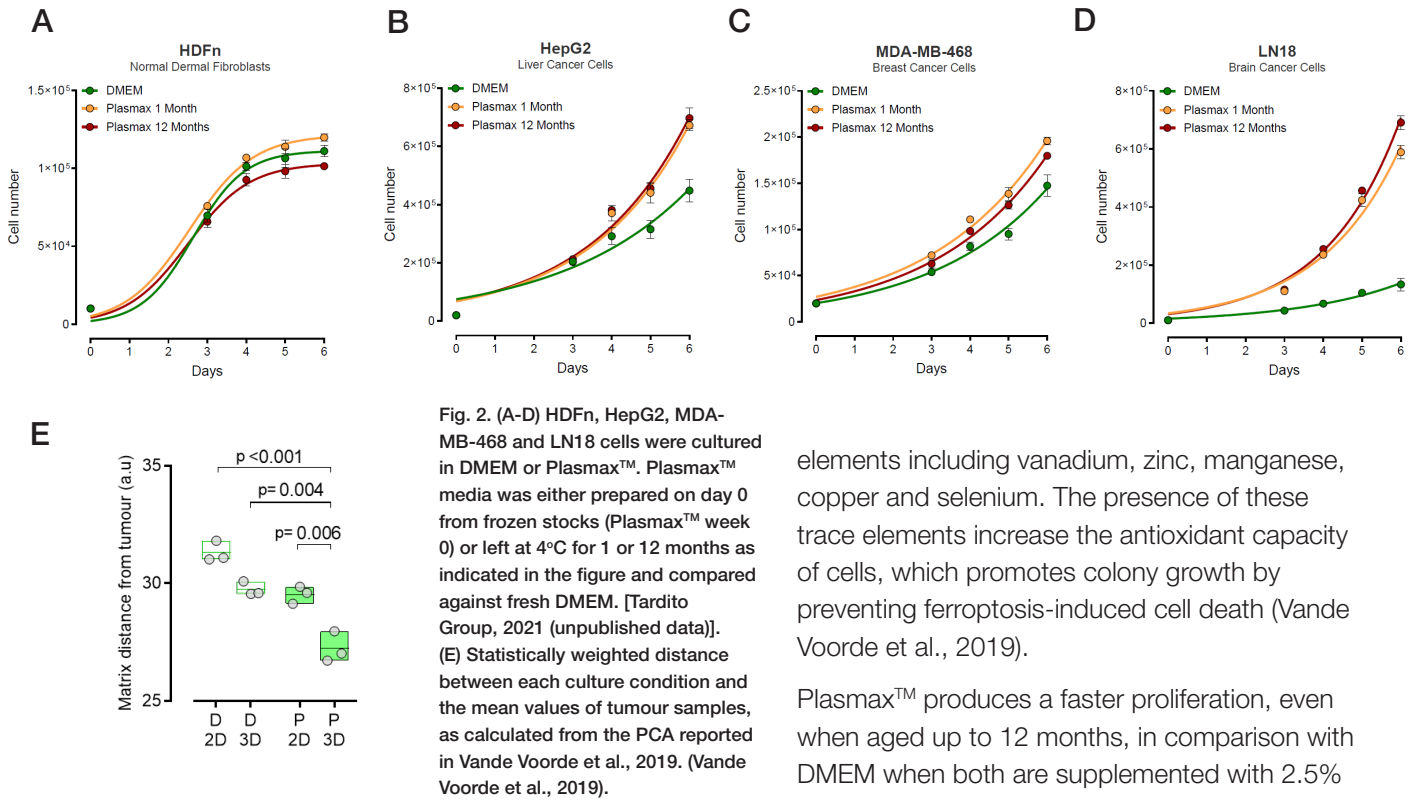 A
HDFn
Normal Dermal Fibroblasts
DMEM
Plasmax 1 Month
Plasmax 12 Months
1.5×10⁵
1×10⁵
5×10⁴
0
Cell number
0 1 2 3 4 5 6
Days
B
HepG2
Liver Cancer Cells
DMEM
Plasmax 1 Month
Plasmax 12 Months
8×10⁵
6×10⁵
4×10⁵
2×10⁵
0
Cell number
0 1 2 3 4 5 6
Days
C
MDA-MB-468
Breast Cancer Cells
DMEM
Plasmax 1 Month
Plasmax 12 Months
2.5×10⁵
2×10⁵
1.5×10⁵
1×10⁵
5×10⁴
0
Cell number
0 1 2 3 4 5 6
Days
D
LN18
Brain Cancer Cells
DMEM
Plasmax 1 Month
Plasmax 12 Months
8×10⁵
6×10⁵
4×10⁵
2×10⁵
0
Cell number
0 1 2 3 4 5 6
Days
E
Matrix distance from tumour (a.u)
35
30
25
p <0.001
p= 0.004
p= 0.006
D D P P
2D 3D 2D 3D
Fig. 2. (A-D) HDFn, HepG2, MDA-
MB-468 and LN18 cells were cultured
in DMEM or Plasmax™. Plasmax™
media was either prepared on day 0
from frozen stocks (Plasmax™ week
0) or left at 4ºC for 1 or 12 months as
indicated in the figure and compared
against fresh DMEM. [Tardito
Group, 2021 (unpublished data)].
(E) Statistically weighted distance
between each culture condition and
the mean values of tumour samples,
as calculated from the PCA reported
in Vande Voorde et al., 2019. (Vande
Voorde et al., 2019).
elements including vanadium, zinc, manganese,
copper and selenium. The presence of these
trace elements increase the antioxidant capacity
of cells, which promotes colony growth by
preventing ferroptosis-induced cell death (Vande
Voorde et al., 2019).
Plasmax™ produces a faster proliferation, even
when aged up to 12 months, in comparison with
DMEM when both are supplemented with 2.5%